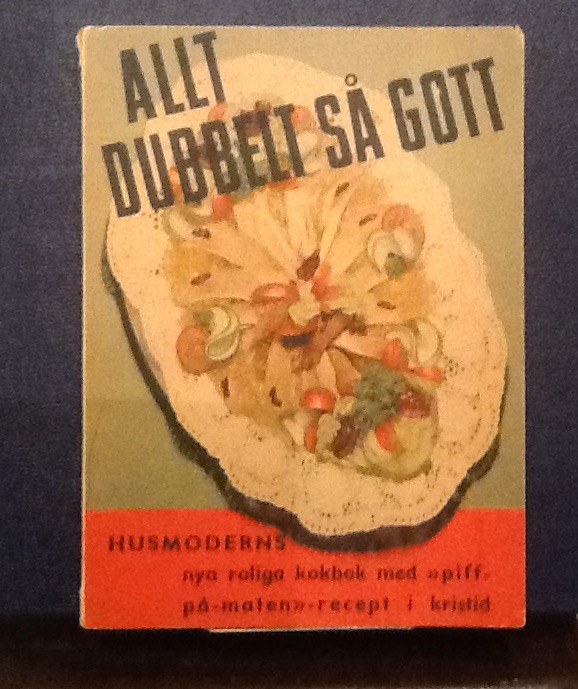 ALLT
DUBBELT SÅ GOTT
HUSMODERNS
nya roliga kokbok med »piff-
på-maten»-recept i kristid